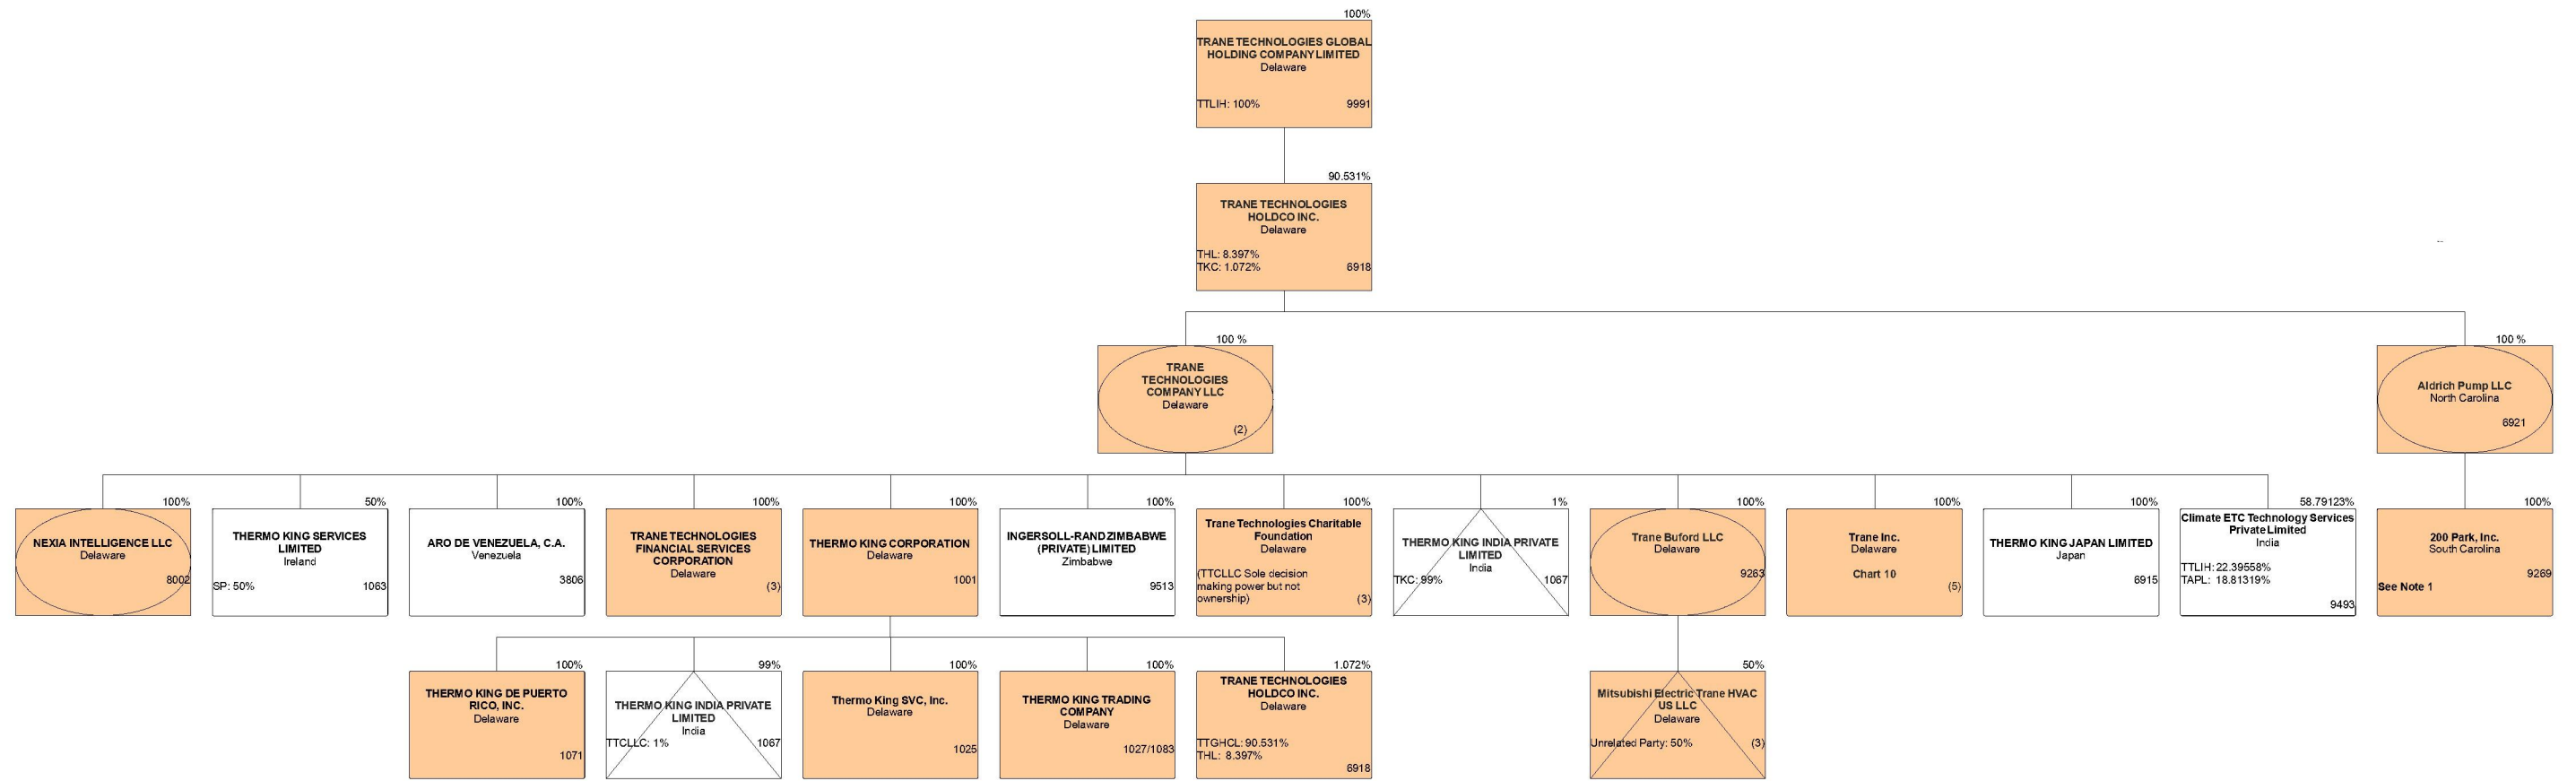 100%
TRANE TECHNOLOGIES GLOBAL
HOLDING COMPANY LIMITED
Delaware
TTLIH: 100% 9991
90.531%
TRANE TECHNOLOGIES
HOLDCO INC.
Delaware
THL: 8.397%
TKC: 1.072% 6918
100 %
TRANE
TECHNOLOGIES
COMPANY LLC
Delaware
(2)
100 %
Aldrich Pump LLC
North Carolina
6921
100%
NEXIA INTELLIGENCE LLC
Delaware
8002
50%
THERMO KING SERVICES
LIMITED
Ireland
SP: 50% 1063
100%
ARO DE VENEZUELA, C.A.
Venezuela
3806
100%
TRANE TECHNOLOGIES
FINANCIAL SERVICES
CORPORATION
Delaware
(3)
100%
THERMO KING CORPORATION
Delaware
1001
100%
INGERSOLL-RAND ZIMBABWE
(PRIVATE) LIMITED
Zimbabwe
9513
100%
Trane Technologies Charitable
Foundation
Delaware
(TTCLLC Sole decision
making power but not
ownership) (3)
1%
THERMO KING INDIA PRIVATE
LIMITED
India
TKC: 99% 1067
100%
Trane Buford LLC
Delaware
9263
100%
Trane Inc.
Delaware
Chart 10
(5)
100%
THERMO KING JAPAN LIMITED
Japan
6915
58.79123%
Climate ETC Technology Services
Private Limited
India
TTLIH: 22.39558%
TAPL: 18.81319%
9493
100%
200 Park, Inc.
South Carolina
9269
See Note 1
100%
THERMO KING DE PUERTO
RICO, INC.
Delaware
1071
99%
THERMO KING INDIA PRIVATE
LIMITED
India
TTCLLC: 1% 1067
100%
Thermo King SVC, Inc.
Delaware
1025
100%
THERMO KING TRADING
COMPANY
Delaware
1027/1083
1.072%
TRANE TECHNOLOGIES
HOLDCO INC.
Delaware
TTGHCL: 90.531%
THL: 8.397%
6918
50%
Mitsubishi Electric Trane HVAC
US LLC
Delaware
Unrelated Party: 50% (3)